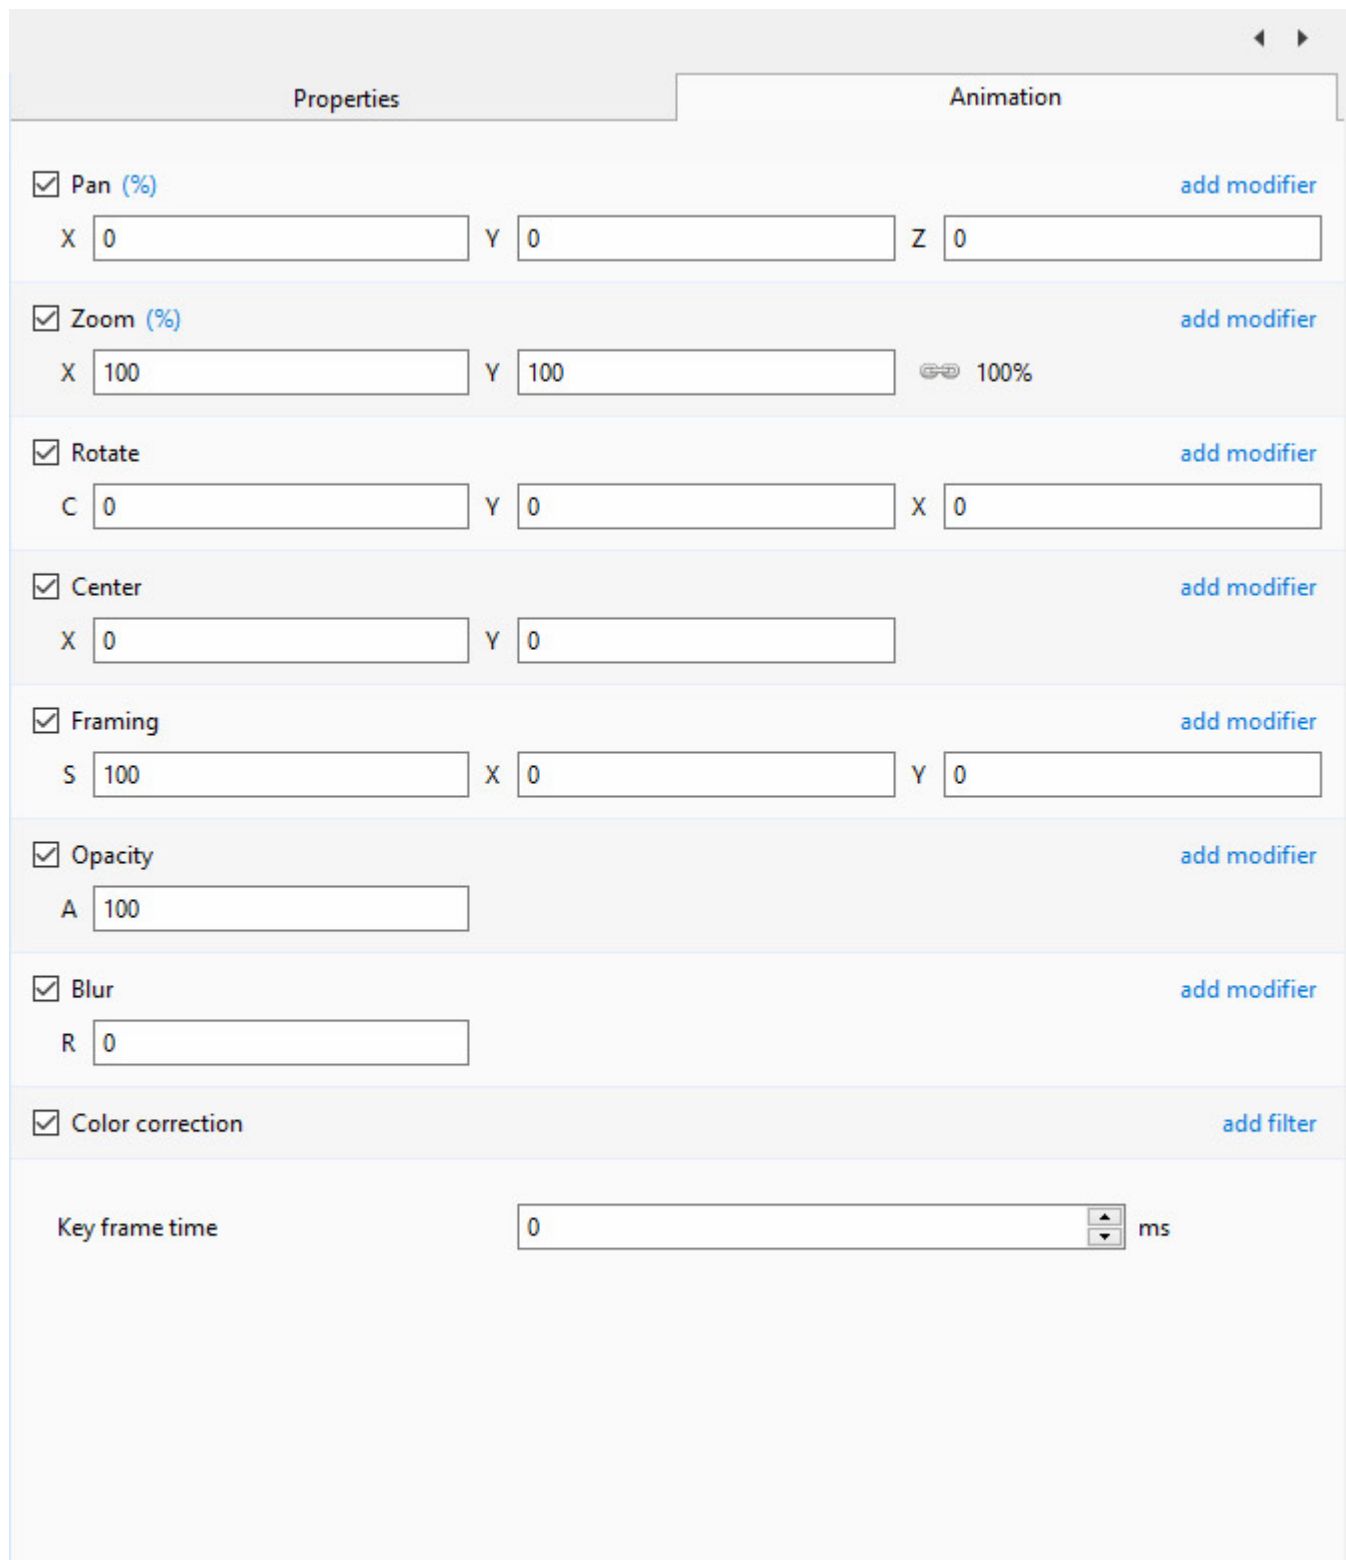 Properties Animation
Pan (%) add modifier
X 0 Y 0 Z 0
Zoom (%) add modifier
X 100 Y 100 100%
Rotate add modifier
C 0 Y 0 X 0
Center add modifier
X 0 Y 0
Framing add modifier
S 100 X 0 Y 0
Opacity add modifier
A 100
Blur add modifier
R 0
Color correction add filter
Key frame time 0 ms